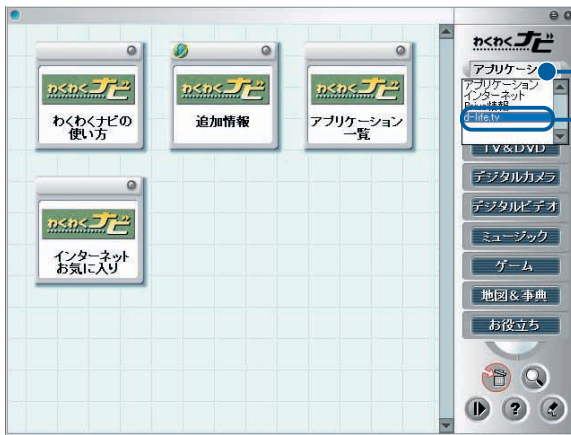 わくわくナビ
わくわくナビの
使い方
わくわくナビ
追加情報
わくわくナビ
アプリケーション
一覧
わくわくナビ
インターネット
お気に入り
わくわくナビ
アプリケーシ
アプリケーション
インターネット
d-life.tv
TV&DVD
デジタルカメラ
デジタルビデオ
ミュージック
ゲーム
地図&事典
お役立ち
?